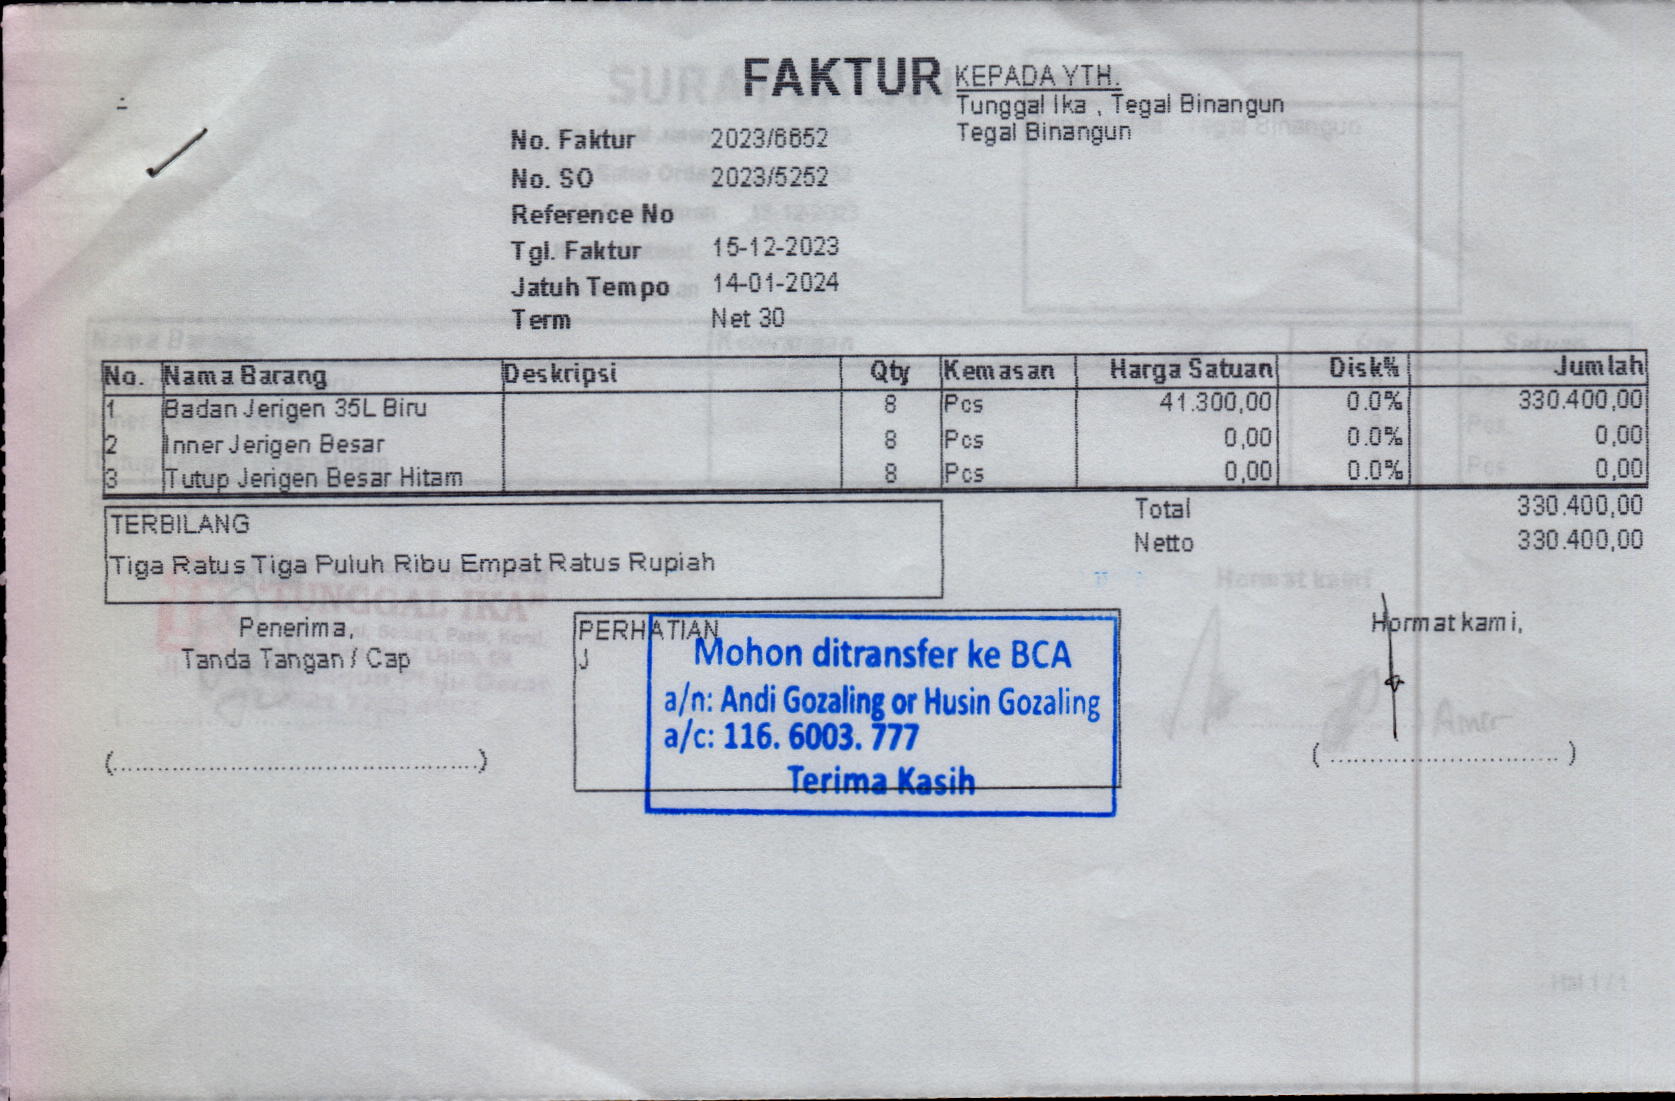 FAKTUR
KEPADA YTH.
Tunggal Ika , Tegal Binangun
Tegal Binangun
No. Faktur 2023/6652
No. SO 2023/5252
Reference No
Tgl. Faktur 15-12-2023
Jatuh Tempo 14-01-2024
Term Net 30
No. Nama Barang Deskripsi Qty Kemasan Harga Satuan Disk% Jumlah
1 Badan Jerigen 35L Biru 8 Pcs 41.300,00 0.0% 330.400,00
2 Inner Jerigen Besar 8 Pcs 0,00 0.0% 0,00
3 Tutup Jerigen Besar Hitam 8 Pcs 0,00 0.0% 0,00
Total 330.400,00
Netto 330.400,00
TERBILANG
Tiga Ratus Tiga Puluh Ribu Empat Ratus Rupiah
Penerima,
Tanda Tangan / Cap
(................................................)
PERHATIAN
J
Mohon ditransfer ke BCA
a/n: Andi Gozaling or Husin Gozaling
a/c: 116. 6003. 777
Terima Kasih
Hormat kami,
(..............................)